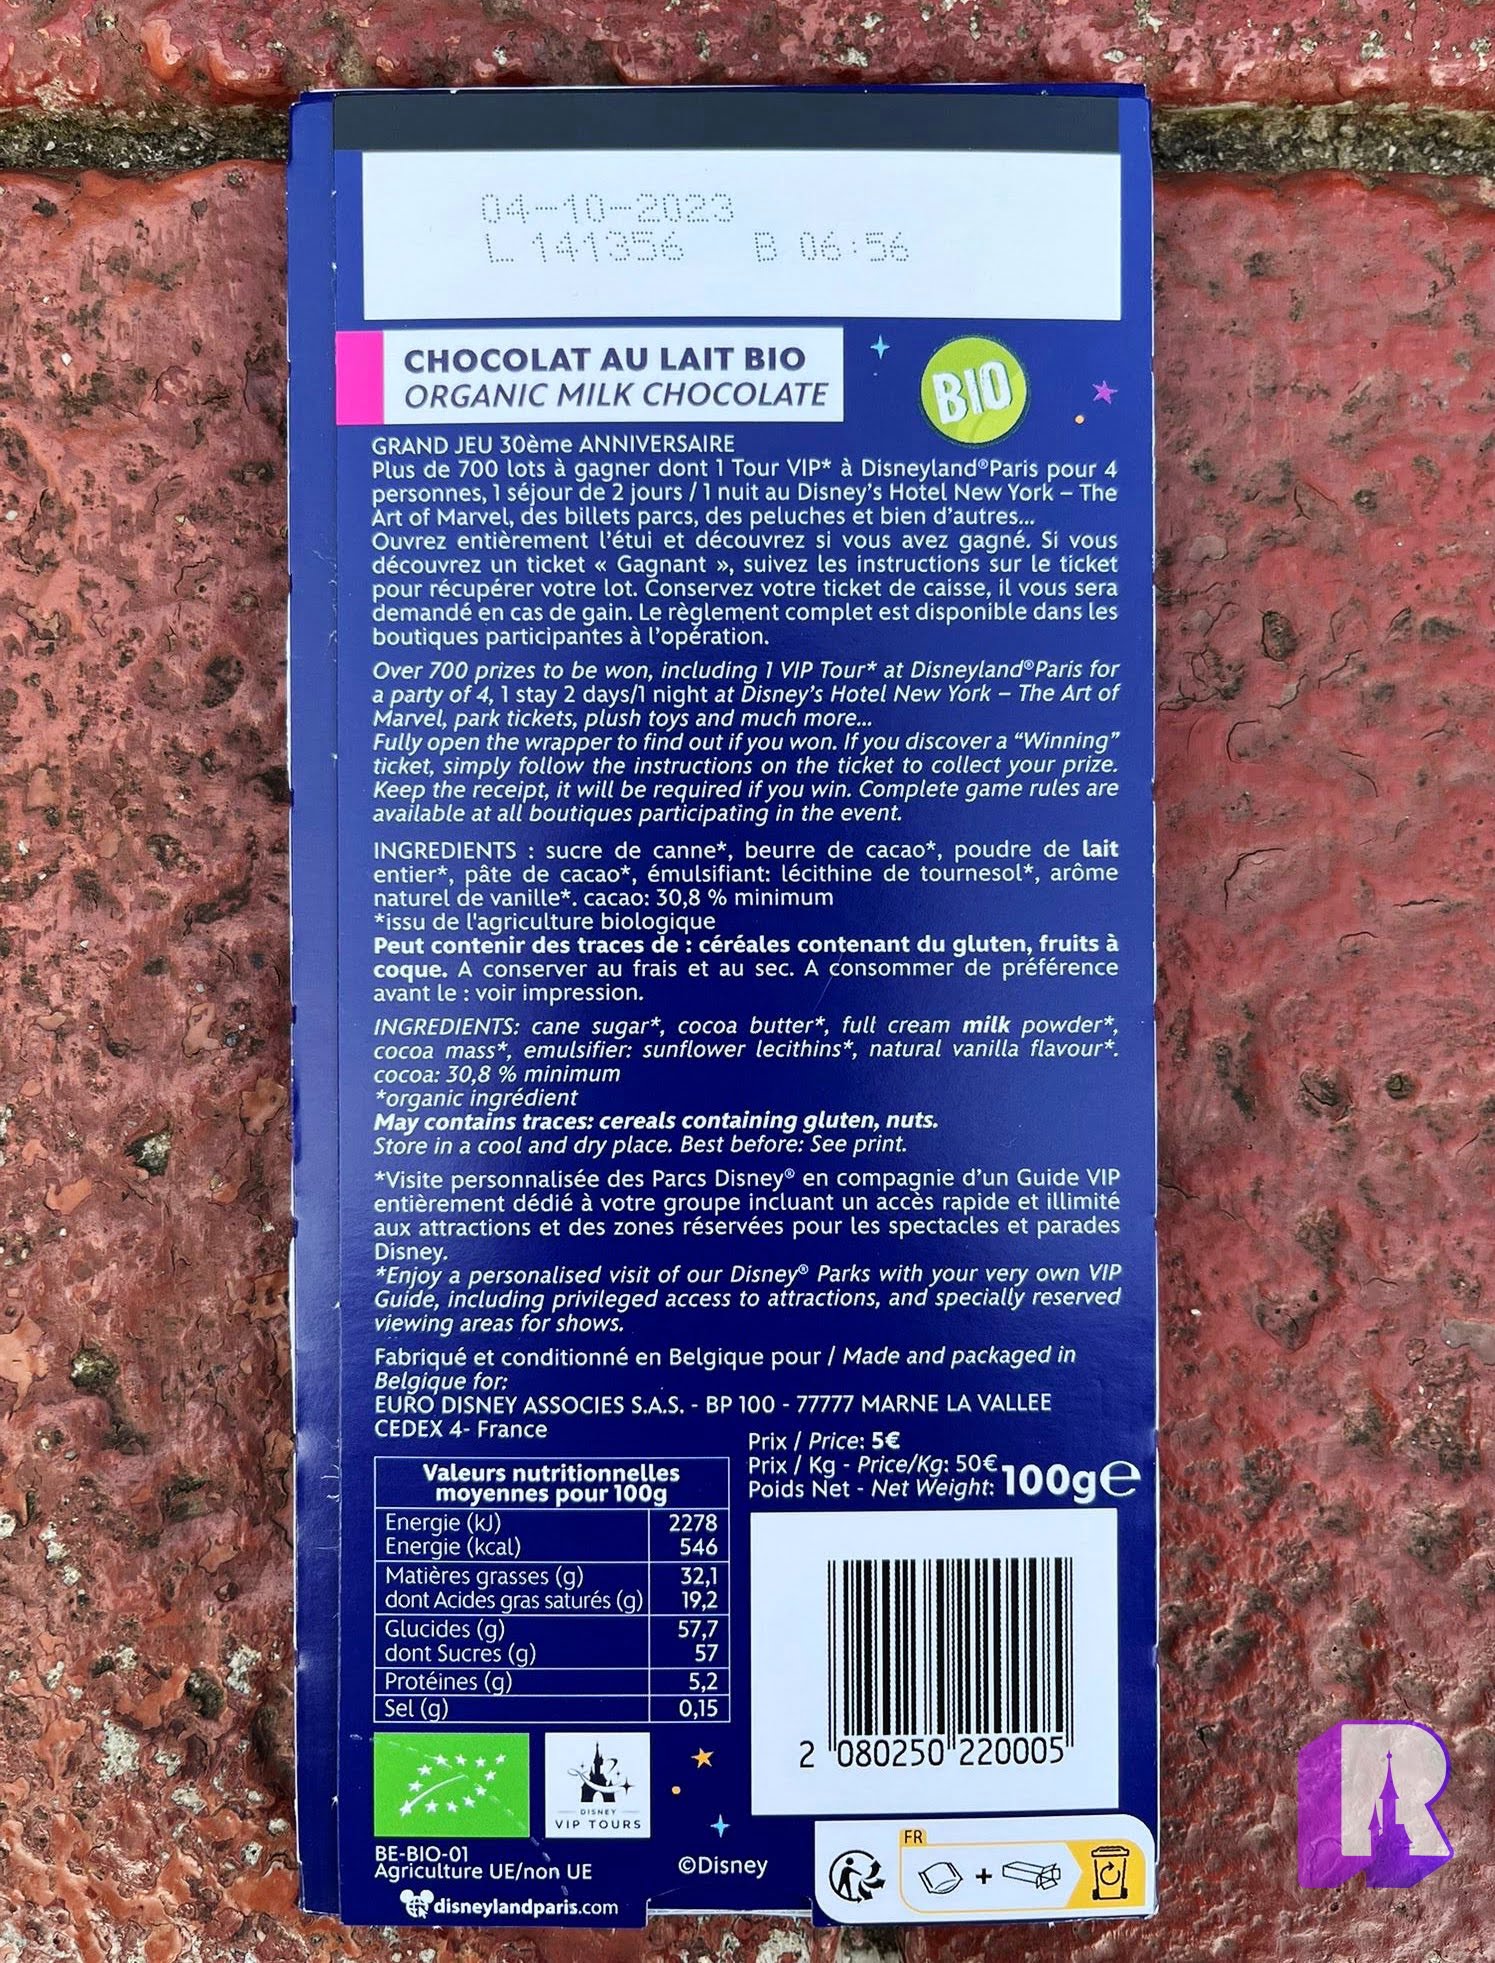 04-10-2023
L 141356 B 06:56
CHOCOLAT AU LAIT BIO
ORGANIC MILK CHOCOLATE
BIO
GRAND JEU 30ème ANNIVERSAIRE
Plus de 700 lots à gagner dont 1 Tour VIP* à Disneyland®Paris pour 4
personnes, 1 séjour de 2 jours / 1 nuit au Disney's Hotel New York – The
Art of Marvel, des billets parcs, des peluches et bien d'autres...
Ouvrez entièrement l'étui et découvrez si vous avez gagné. Si vous
découvrez un ticket « Gagnant », suivez les instructions sur le ticket
pour récupérer votre lot. Conservez votre ticket de caisse, il vous sera
demandé en cas de gain. Le règlement complet est disponible dans les
boutiques participantes à l'opération.
Over 700 prizes to be won, including 1 VIP Tour* at Disneyland®Paris for
a party of 4, 1 stay 2 days/1 night at Disney's Hotel New York – The Art of
Marvel, park tickets, plush toys and much more...
Fully open the wrapper to find out if you won. If you discover a “Winning”
ticket, simply follow the instructions on the ticket to collect your prize.
Keep the receipt, it will be required if you win. Complete game rules are
available at all boutiques participating in the event.
INGREDIENTS : sucre de canne*, beurre de cacao*, poudre de lait
entier*, pâte de cacao*, émulsifiant: lécithine de tournesol*, arôme
naturel de vanille*. cacao: 30,8 % minimum
*issu de l'agriculture biologique
Peut contenir des traces de : céréales contenant du gluten, fruits à
coque. A conserver au frais et au sec. A consommer de préférence
avant le : voir impression.
INGREDIENTS: cane sugar*, cocoa butter*, full cream milk powder*,
cocoa mass*, emulsifier: sunflower lecithins*, natural vanilla flavour*.
cocoa: 30,8 % minimum
*organic ingrédient
May contains traces: cereals containing gluten, nuts.
Store in a cool and dry place. Best before: See print.
*Visite personnalisée des Parcs Disney® en compagnie d'un Guide VIP
entièrement dédié à votre groupe incluant un accès rapide et illimité
aux attractions et des zones réservées pour les spectacles et parades
Disney.
*Enjoy a personalised visit of our Disney® Parks with your very own VIP
Guide, including privileged access to attractions, and specially reserved
viewing areas for shows.
Fabriqué et conditionné en Belgique pour / Made and packaged in
Belgique for:
EURO DISNEY ASSOCIES S.A.S. - BP 100 - 77777 MARNE LA VALLEE
CEDEX 4- France
Prix / Price: 5€
Prix / Kg - Price/Kg: 50€
Poids Net - Net Weight: 100g℮
Valeurs nutritionnelles
moyennes pour 100g
Energie (kJ) 2278
Energie (kcal) 546
Matières grasses (g) 32,1
dont Acides gras saturés (g) 19,2
Glucides (g) 57,7
dont Sucres (g) 57
Protéines (g) 5,2
Sel (g) 0,15
2 080250 220005
DISNEY
VIP TOURS
BE-BIO-01
Agriculture UE/non UE
©Disney
disneylandparis.com
FR
+
R